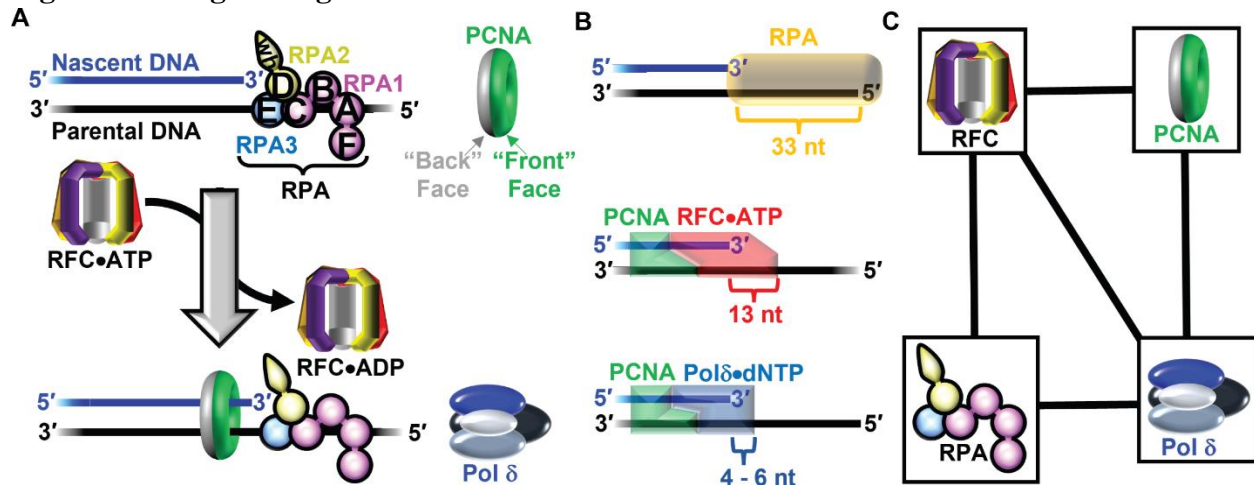 A
Nascent DNA
5′
3′
3′
5′
Parental DNA
WH
RPA2
D
B
RPA1
E
C
A
F
RPA3
RPA
PCNA
“Back”
Face
“Front”
Face
RFC•ATP
RFC•ADP
5′
3′
3′
5′
Pol δ
B
RPA
5′
3′
3′
5′
33 nt
PCNA
RFC•ATP
5′
3′
3′
5′
13 nt
PCNA
Polδ•dNTP
5′
3′
3′
5′
4 - 6 nt
C
RFC
PCNA
RPA
Pol δ